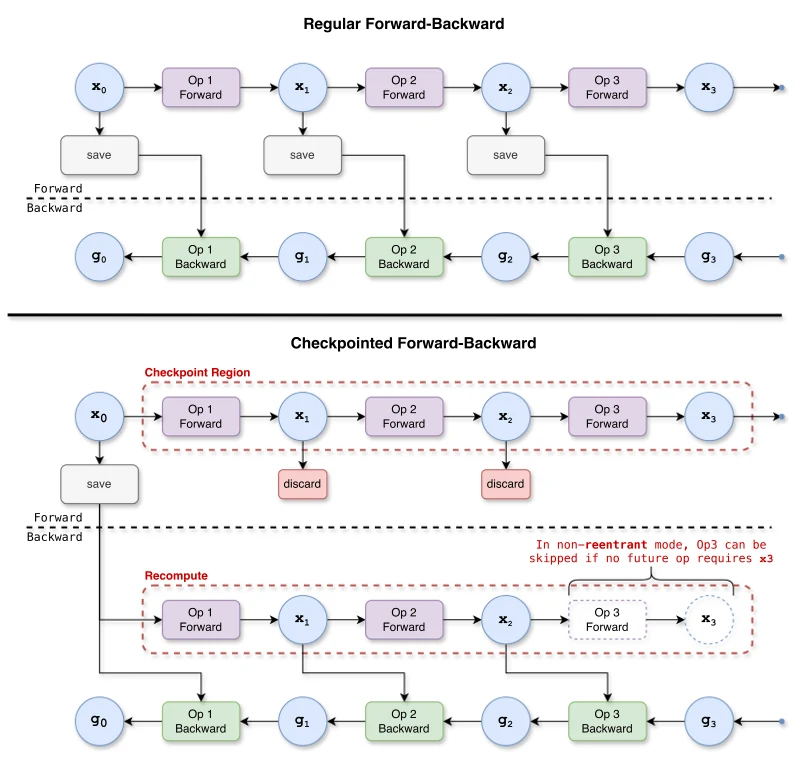 Regular Forward-Backward
x0
Op 1
Forward
x1
Op 2
Forward
x2
Op 3
Forward
x3
save
save
save
Forward
Backward
g0
Op 1
Backward
g1
Op 2
Backward
g2
Op 3
Backward
g3
Checkpointed Forward-Backward
Checkpoint Region
x0
Op 1
Forward
x1
Op 2
Forward
x2
Op 3
Forward
x3
save
discard
discard
Forward
Backward
In non-reentrant mode, Op3 can be
skipped if no future op requires x3
Recompute
Op 1
Forward
x1
Op 2
Forward
x2
Op 3
Forward
x3
g0
Op 1
Backward
g1
Op 2
Backward
g2
Op 3
Backward
g3